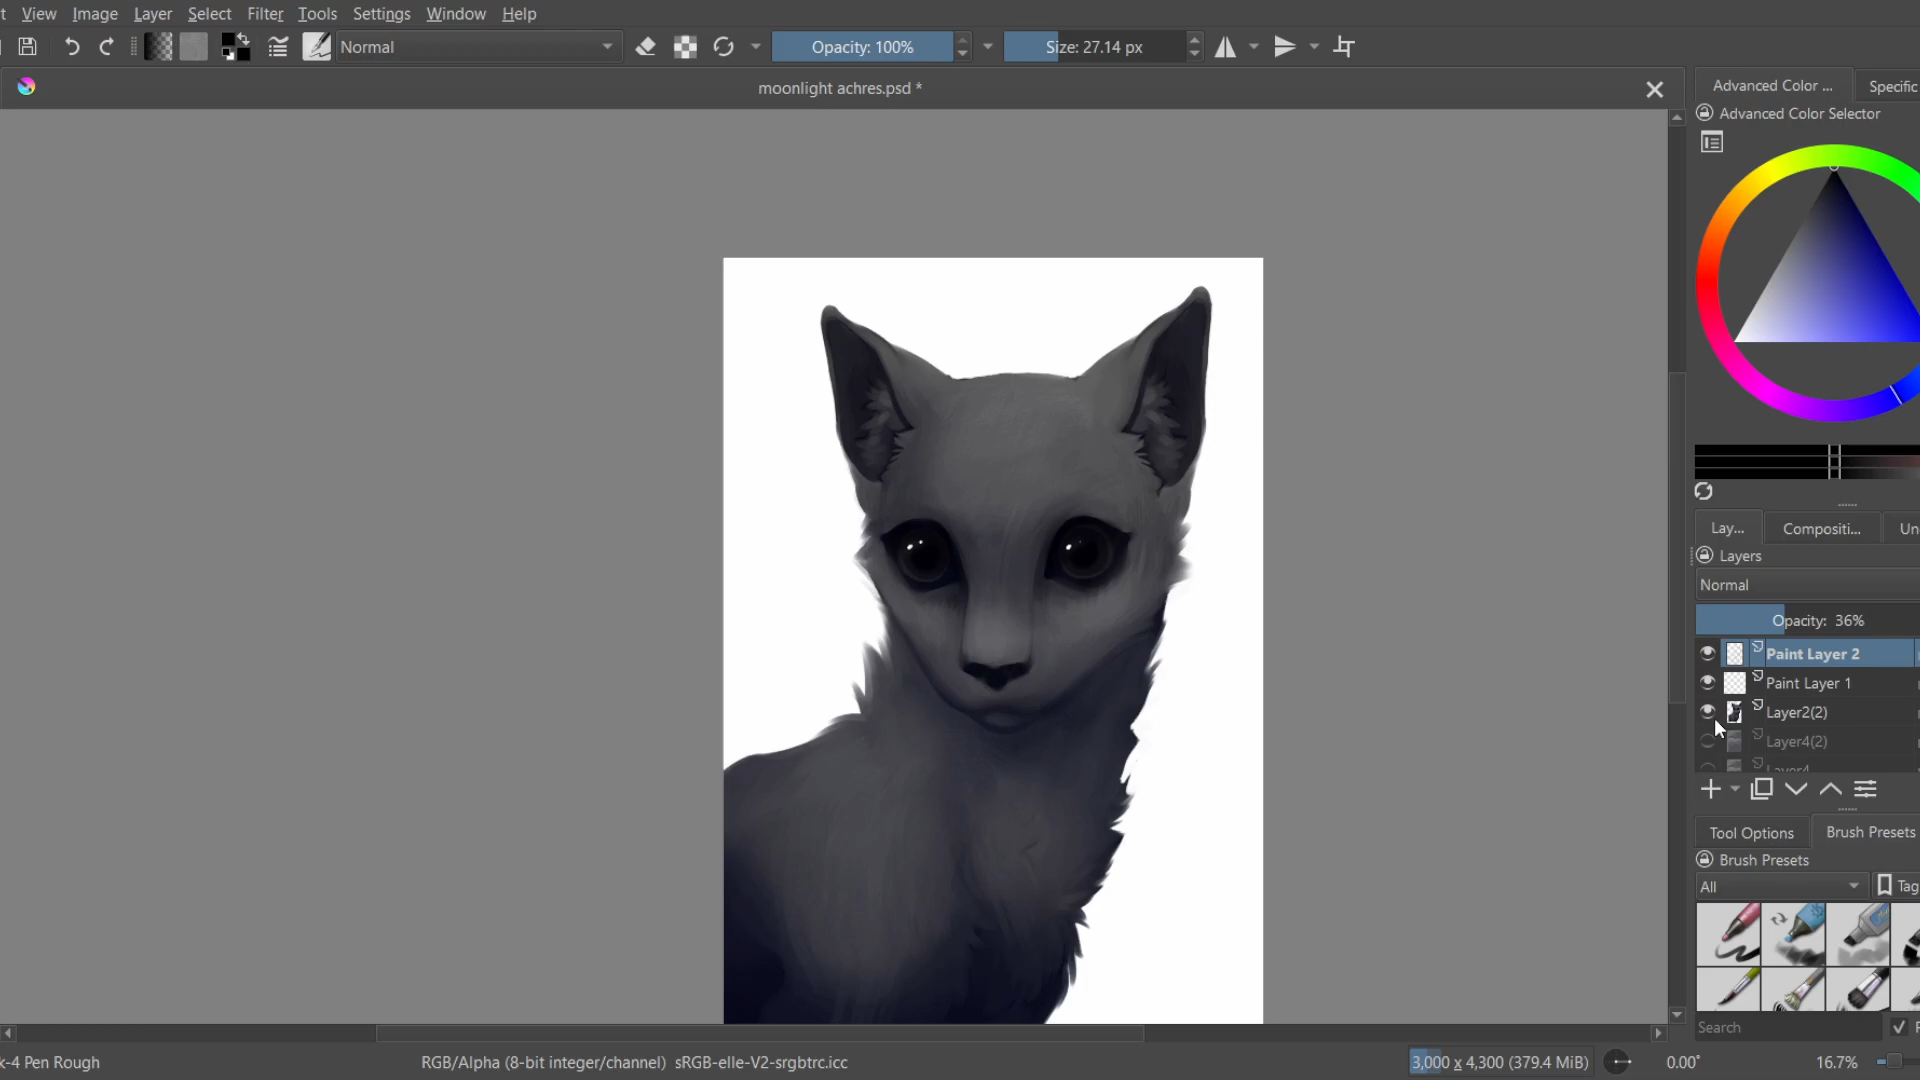 View Image Layer Select Filter Tools Settings Window Help
Normal Opacity: 100% Size: 27.14 px
moonlight achres.psd *
Advanced Color ... Specific
Advanced Color Selector
Lay... Compositi... Un
Layers
Normal
Opacity: 36%
Paint Layer 2
Paint Layer 1
Layer2(2)
Layer4(2)
Layer4
Tool Options Brush Presets
Brush Presets
All Tag
Search
k-4 Pen Rough RGB/Alpha (8-bit integer/channel) sRGB-elle-V2-srgbtrc.icc 3,000 x 4,300 (379.4 MiB) 0.00° 16.7%